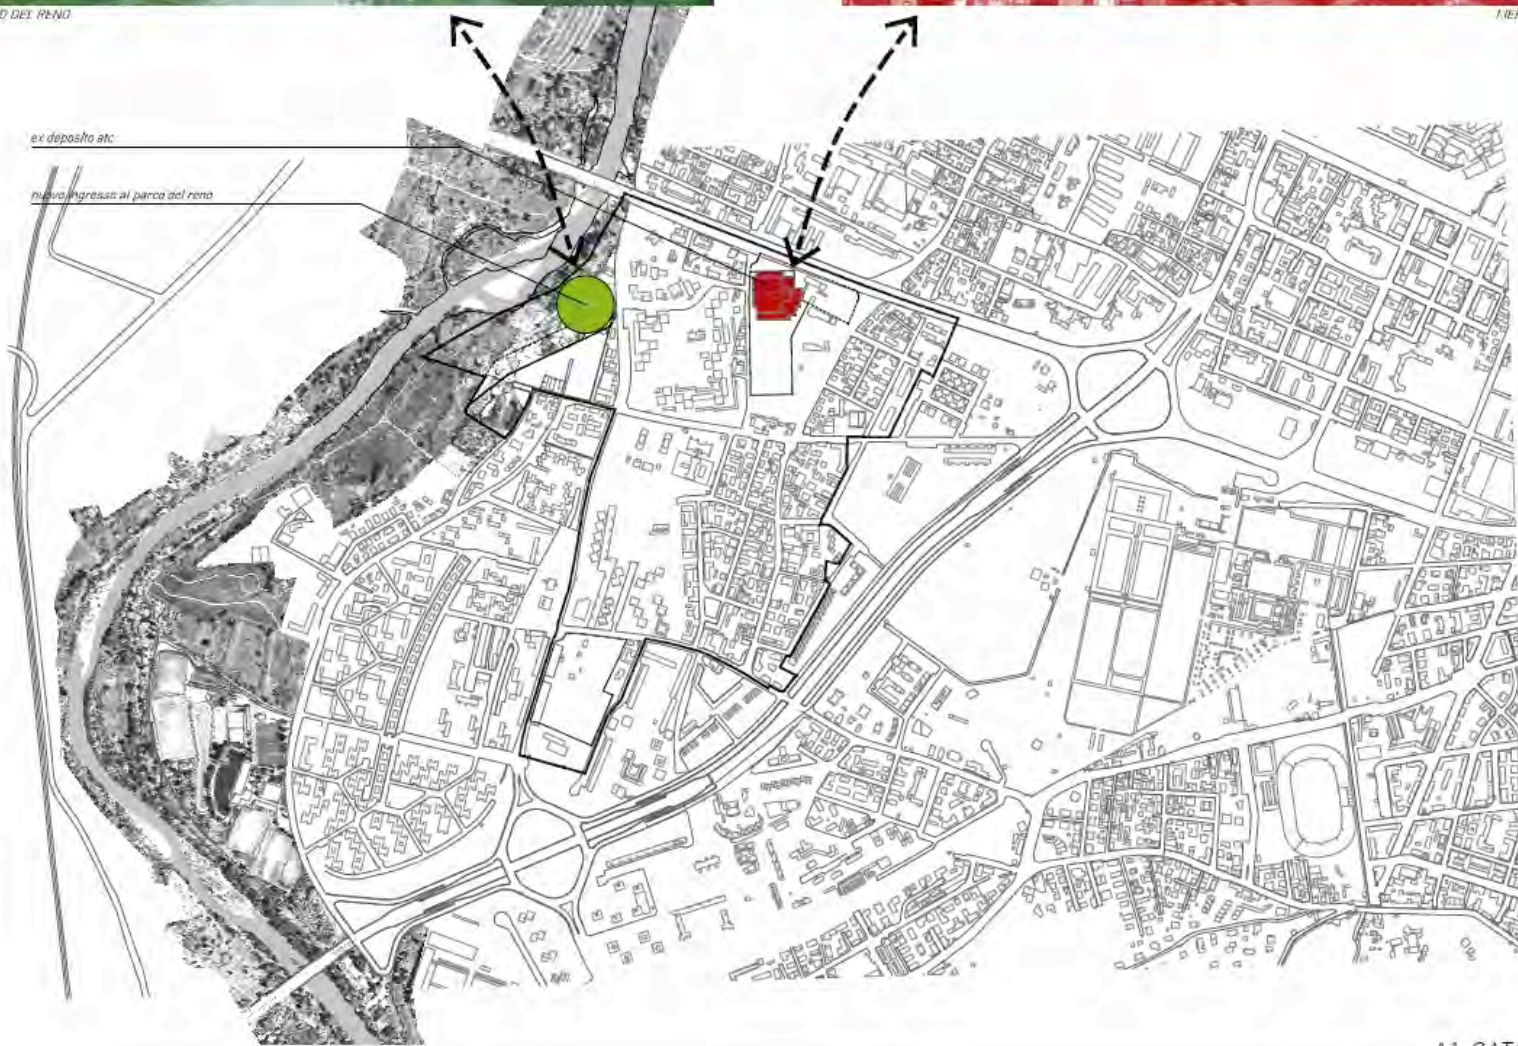 DEL RENO
ex deposito atc
nuovo ingresso al parco del reno